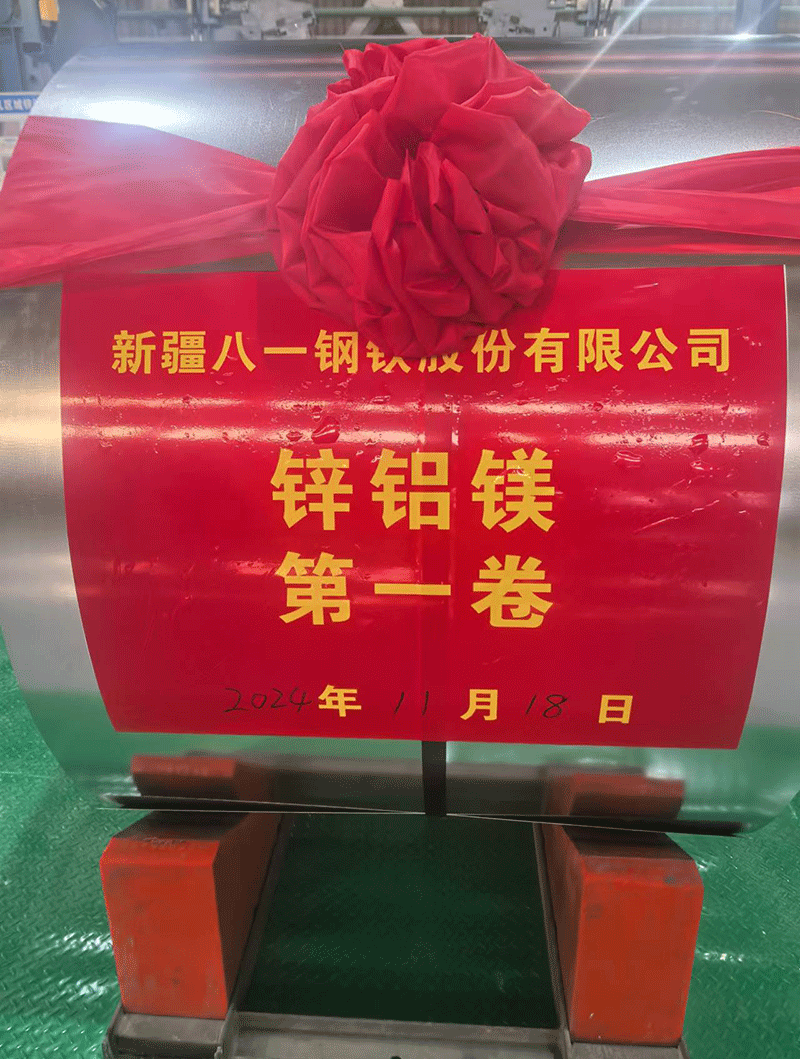 新疆八一钢铁股份有限公司
锌铝镁
第一卷
2024年11月18日